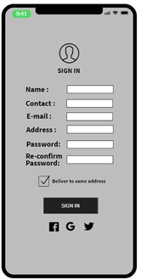 9:41
SIGN IN
Name :
Contact :
E-mail :
Address :
Password:
Re-confirm
Password:
Deliver to same address
SIGN IN